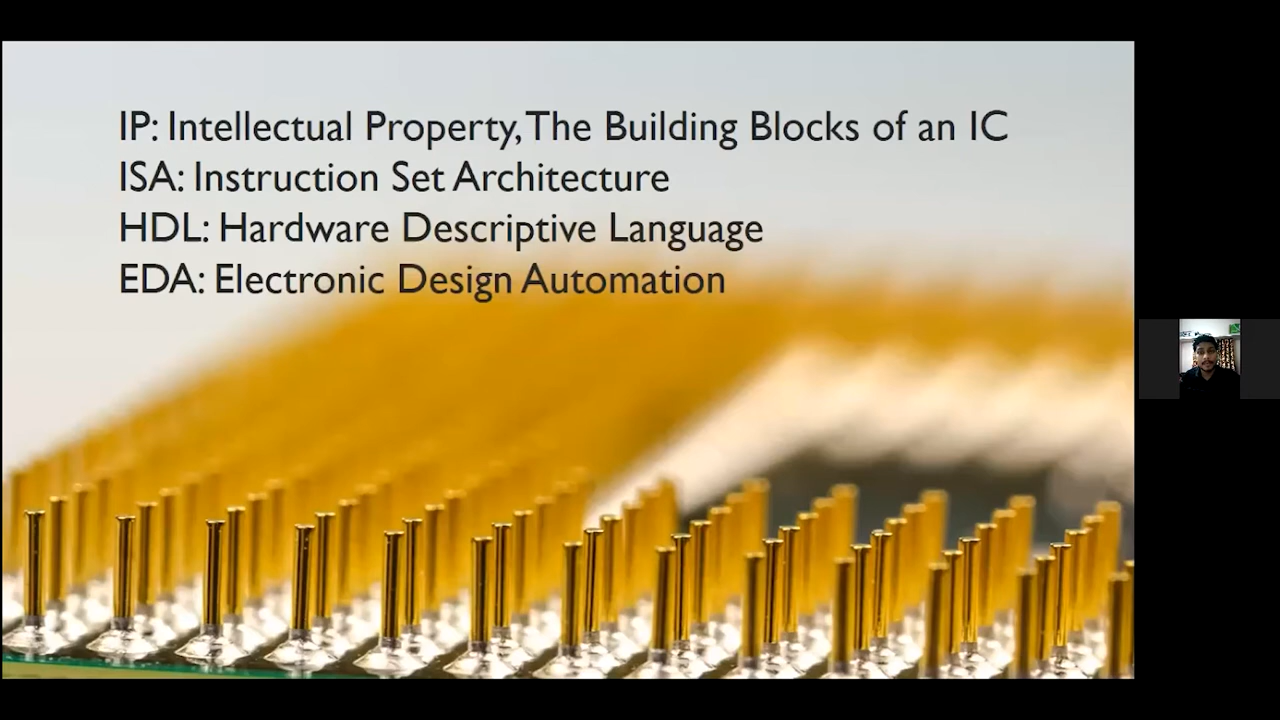 IP: Intellectual Property, The Building Blocks of an IC
ISA: Instruction Set Architecture
HDL: Hardware Descriptive Language
EDA: Electronic Design Automation